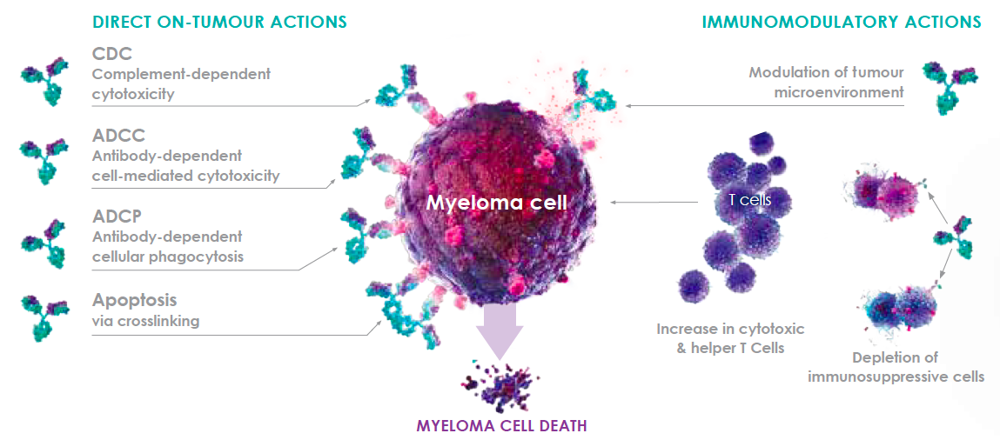 DIRECT ON-TUMOUR ACTIONS
CDC
Complement-dependent
cytotoxicity
ADCC
Antibody-dependent
cell-mediated cytotoxicity
ADCP
Antibody-dependent
cellular phagocytosis
Apoptosis
via crosslinking
Myeloma cell
MYELOMA CELL DEATH
IMMUNOMODULATORY ACTIONS
Modulation of tumour
microenvironment
T cells
Increase in cytotoxic
& helper T Cells
Depletion of
immunosuppressive cells